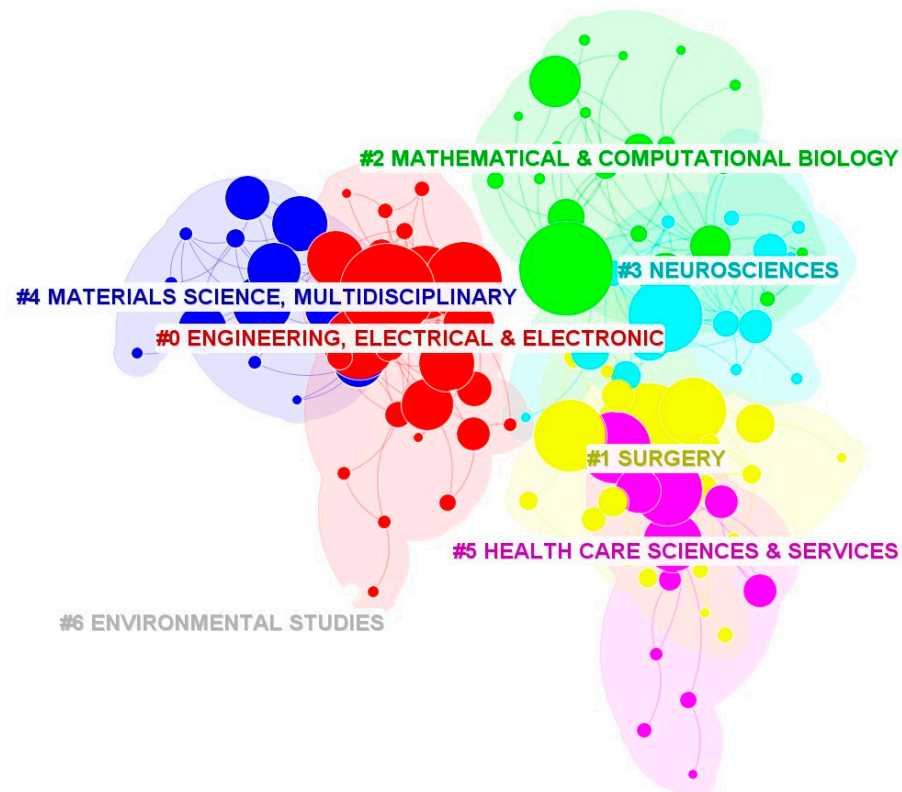 #2 MATHEMATICAL & COMPUTATIONAL BIOLOGY
#3 NEUROSCIENCES
#4 MATERIALS SCIENCE, MULTIDISCIPLINARY
#0 ENGINEERING, ELECTRICAL & ELECTRONIC
#1 SURGERY
#5 HEALTH CARE SCIENCES & SERVICES
#6 ENVIRONMENTAL STUDIES